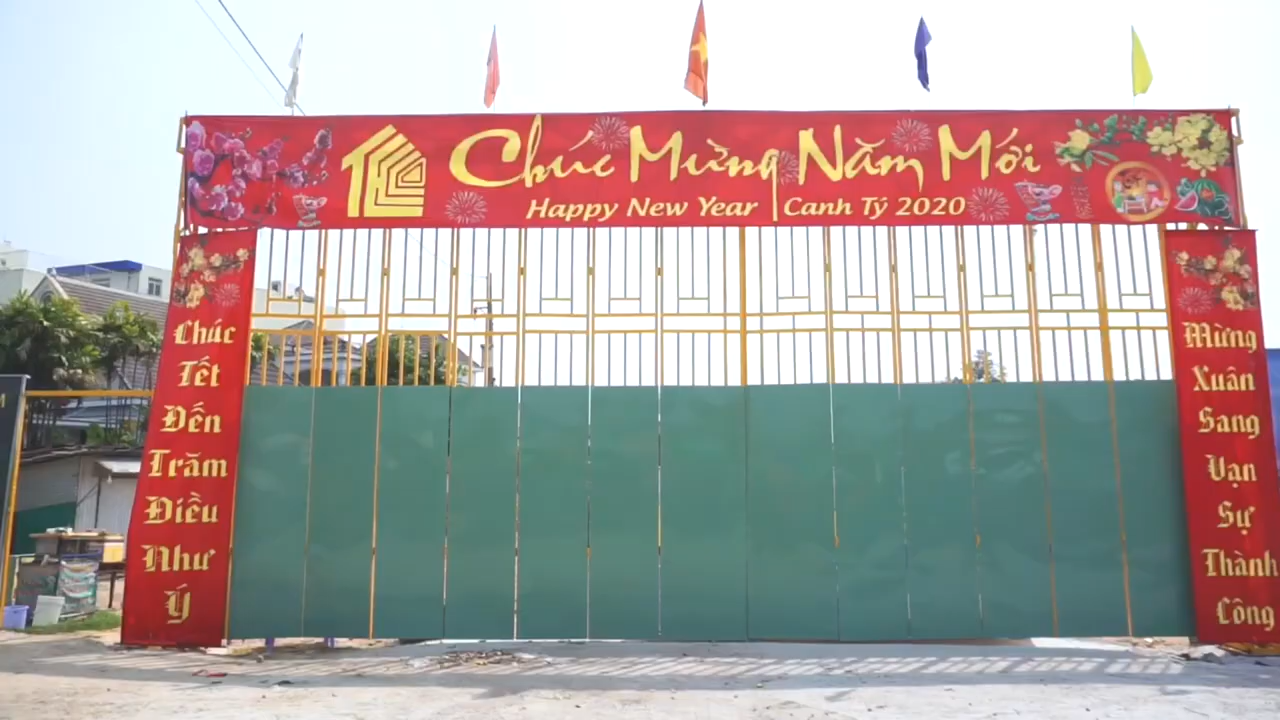 Chúc Mừng Năm Mới
Happy New Year | Canh Tý 2020
Chúc
Tết
Đến
Trăm
Điều
Như
Ý
Mừng
Xuân
Sang
Vạn
Sự
Thành
Công